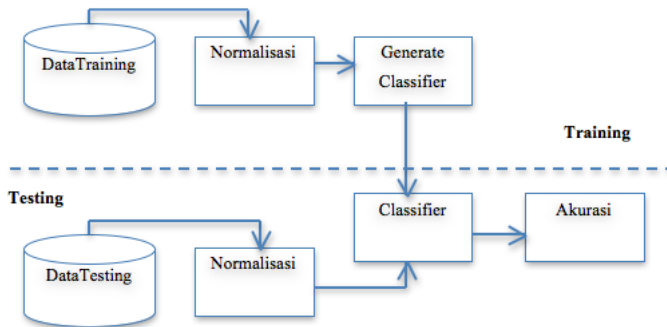 DataTraining
Normalisasi
Generate
Classifier
Training
Testing
DataTesting
Normalisasi
Classifier
Akurasi